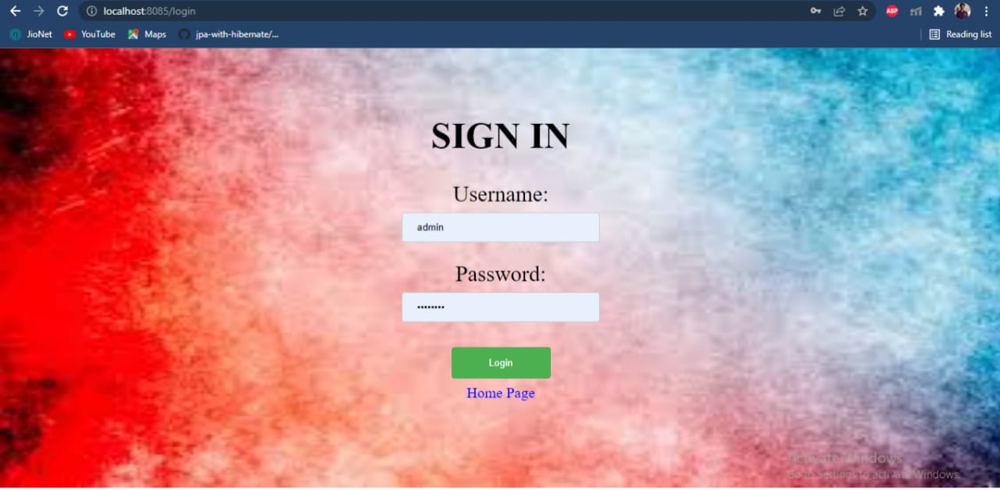 localhost:8085/login
ABP
JioNet YouTube Maps jpa-with-hibernate/... Reading list
SIGN IN
Username:
admin
Password:
••••••••
Login
Home Page
Activate Windows
Go to Settings to activate Windows.